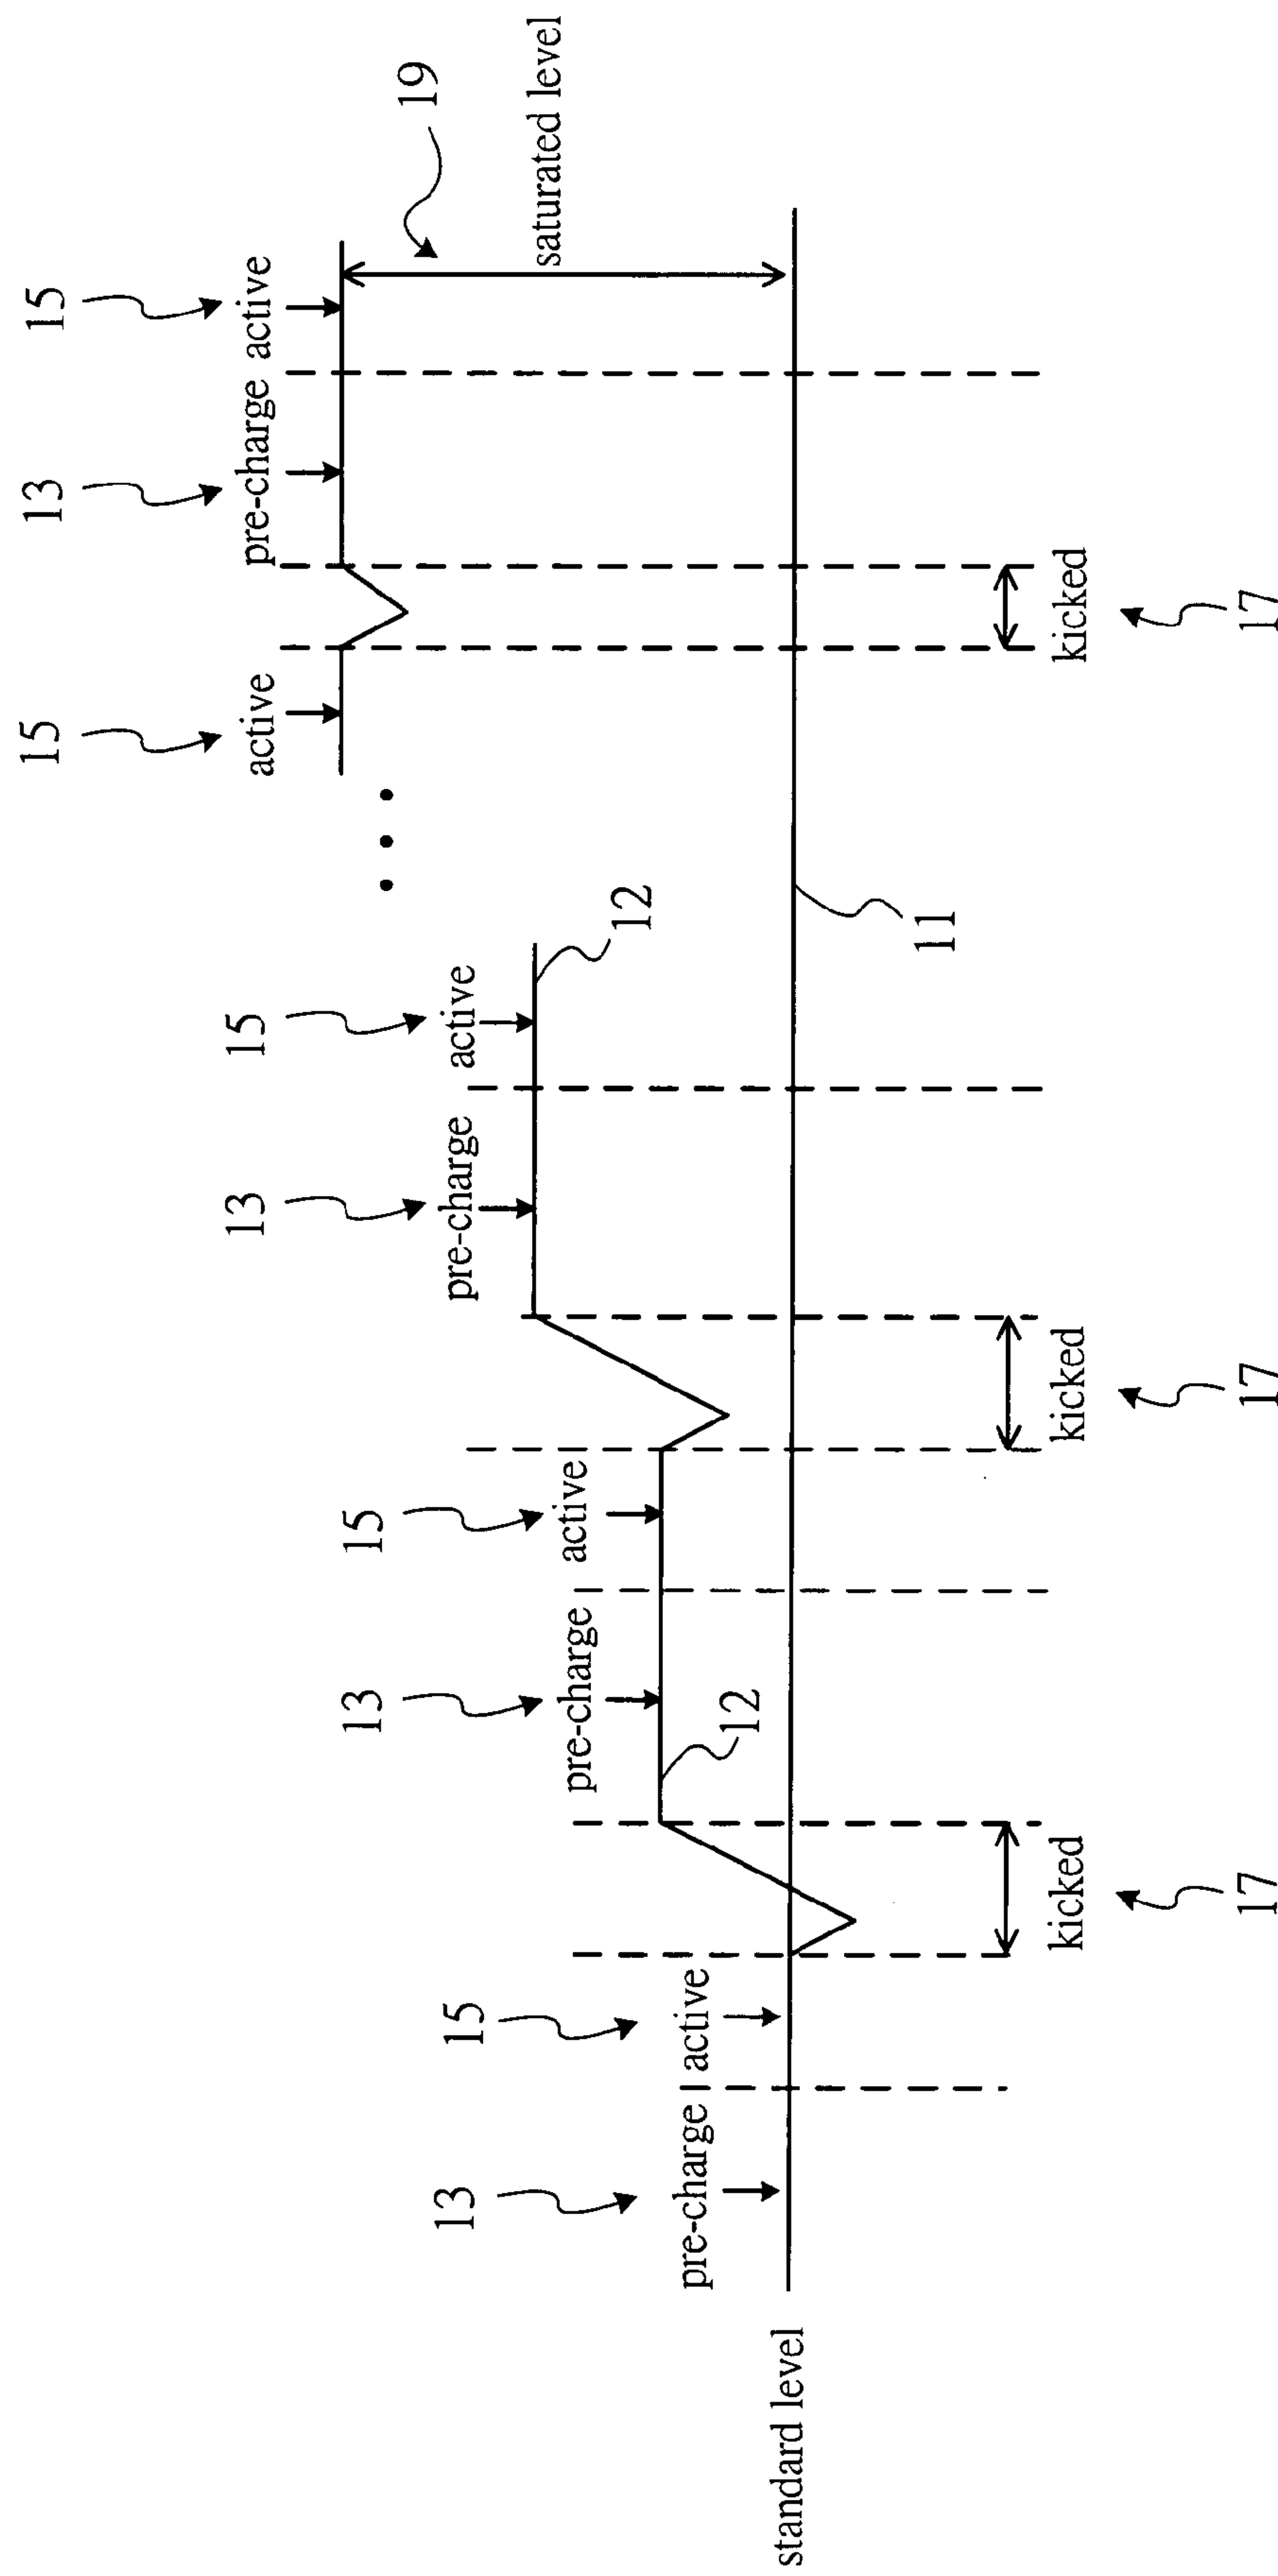 15
13
15
active
pre-charge
active
13
15
13
15
19
pre-charge
active
13
15
saturated level
pre-charge
active
12
pre-charge
active
12
standard level
11
kicked
kicked
kicked
17
17
17